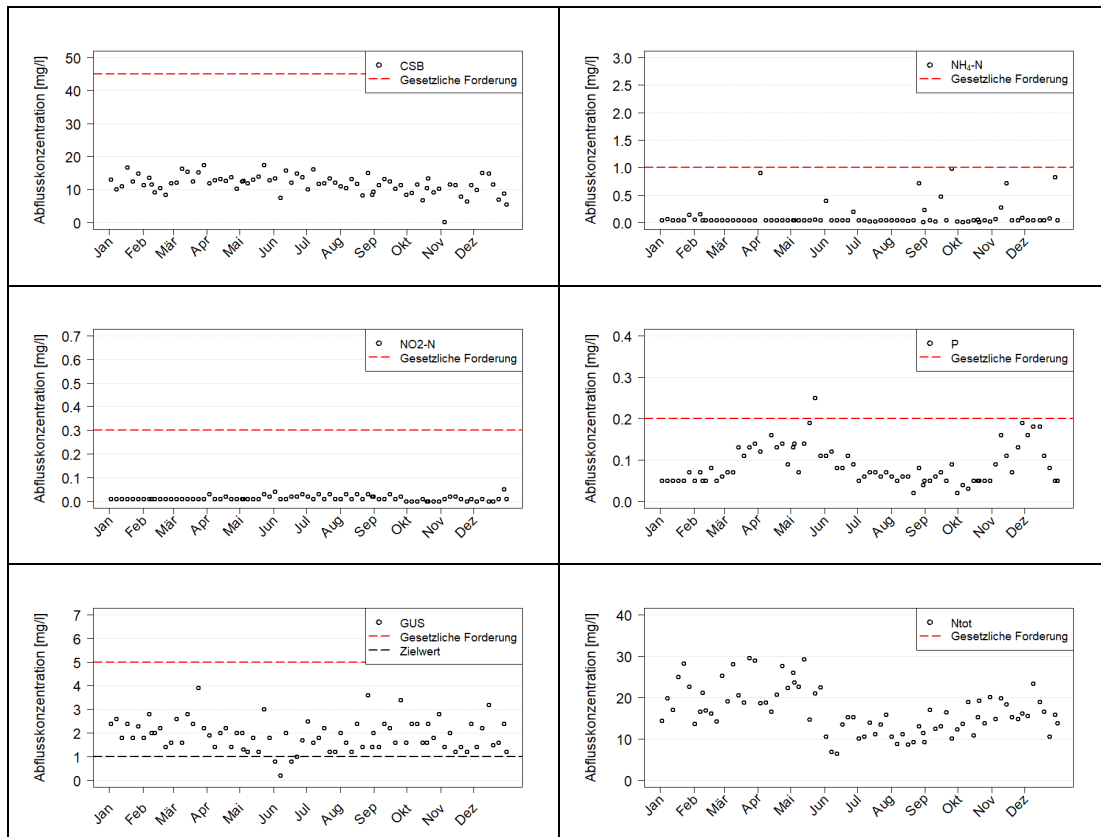 Abflusskonzentration [mg/l]
50
40
30
20
10
0
Jan Feb Mär Apr Mai Jun Jul Aug Sep Okt Nov Dez
CSB
Gesetzliche Forderung
Abflusskonzentration [mg/l]
3.0
2.5
2.0
1.5
1.0
0.5
0.0
Jan Feb Mär Apr Mai Jun Jul Aug Sep Okt Nov Dez
NH₄-N
Gesetzliche Forderung
Abflusskonzentration [mg/l]
0.7
0.6
0.5
0.4
0.3
0.2
0.1
0.0
Jan Feb Mär Apr Mai Jun Jul Aug Sep Okt Nov Dez
NO2-N
Gesetzliche Forderung
Abflusskonzentration [mg/l]
0.4
0.3
0.2
0.1
0.0
Jan Feb Mär Apr Mai Jun Jul Aug Sep Okt Nov Dez
P
Gesetzliche Forderung
Abflusskonzentration [mg/l]
7
6
5
4
3
2
1
0
Jan Feb Mär Apr Mai Jun Jul Aug Sep Okt Nov Dez
GUS
Gesetzliche Forderung
Zielwert
Abflusskonzentration [mg/l]
40
30
20
10
0
Jan Feb Mär Apr Mai Jun Jul Aug Sep Okt Nov Dez
Ntot
Gesetzliche Forderung